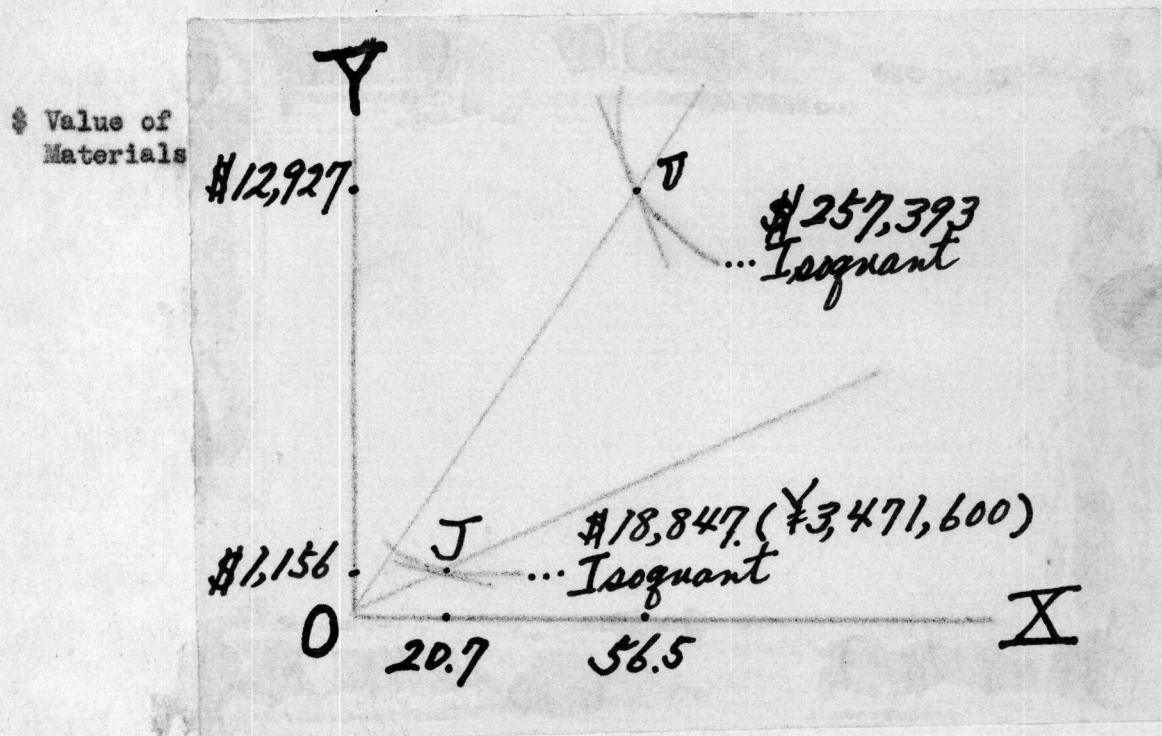 Y
$ Value of
Materials
$12,927
U
$257,393
... Isoquant
J
$18,847. (¥3,471,600)
$1,156
... Isoquant
O
X
20.7
56.5